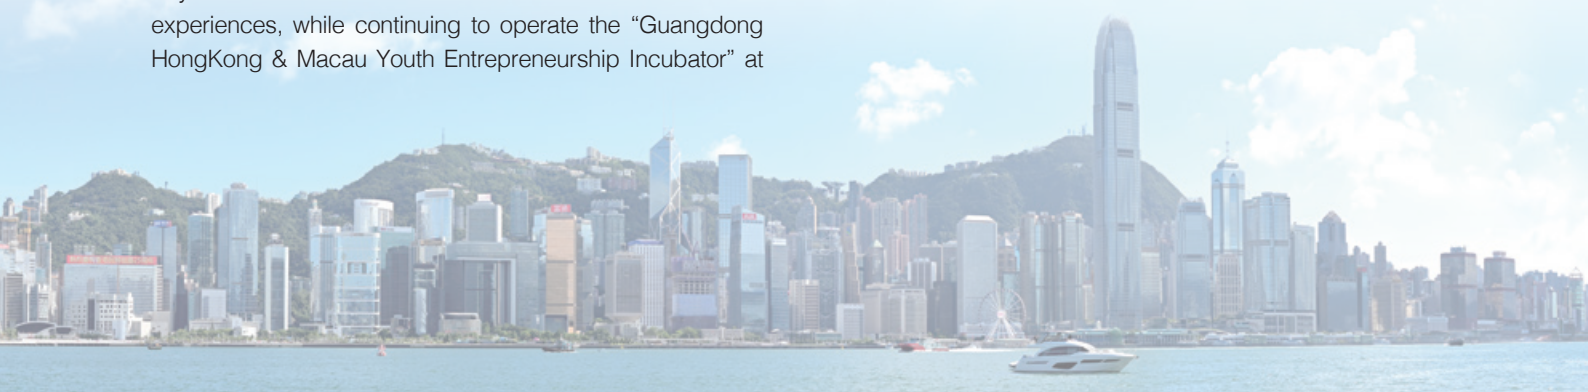 experiences, while continuing to operate the “Guangdong
HongKong & Macau Youth Entrepreneurship Incubator” at